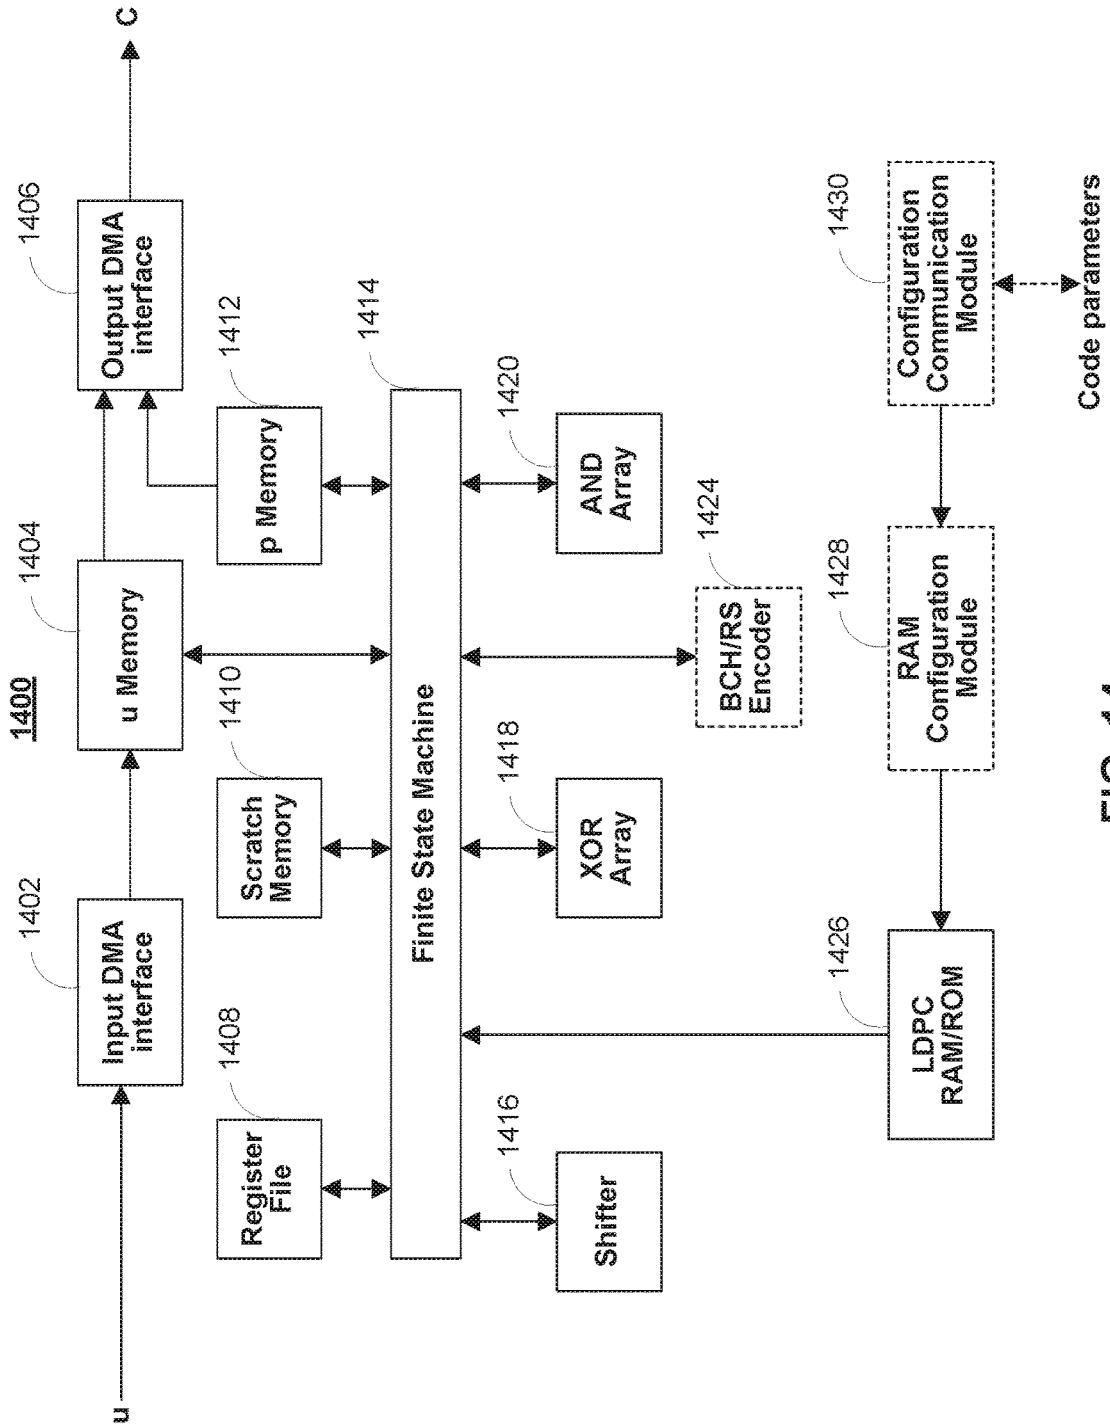 1400
u
1402
Input DMA
interface
1404
u Memory
1406
Output DMA
interface
C
1408
Register
File
1410
Scratch
Memory
1412
p Memory
1414
Finite State Machine
1416
Shifter
1418
XOR
Array
1420
AND
Array
1424
BCH/RS
Encoder
1426
LDPC
RAM/ROM
1428
RAM
Configuration
Module
1430
Configuration
Communication
Module
Code parameters